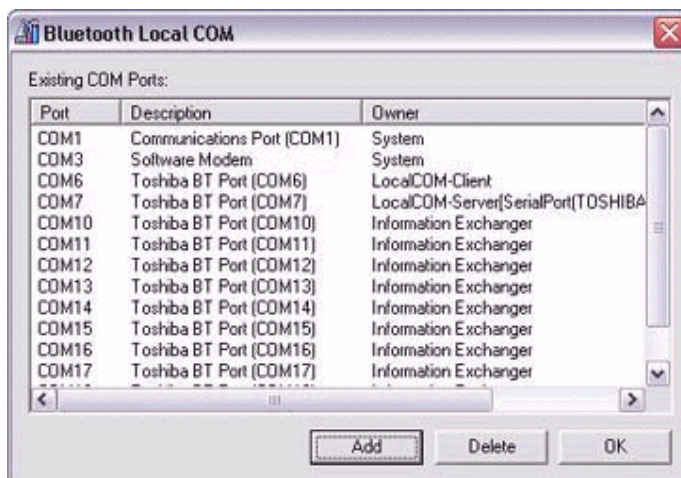 Bluetooth Local COM
Existing COM Ports:
Port Description Owner
COM1 Communications Port (COM1) System
COM3 Software Modem System
COM6 Toshiba BT Port (COM6) LocalCOM-Client
COM7 Toshiba BT Port (COM7) LocalCOM-Server[SerialPort(TOSHIBA
COM10 Toshiba BT Port (COM10) Information Exchanger
COM11 Toshiba BT Port (COM11) Information Exchanger
COM12 Toshiba BT Port (COM12) Information Exchanger
COM13 Toshiba BT Port (COM13) Information Exchanger
COM14 Toshiba BT Port (COM14) Information Exchanger
COM15 Toshiba BT Port (COM15) Information Exchanger
COM16 Toshiba BT Port (COM16) Information Exchanger
COM17 Toshiba BT Port (COM17) Information Exchanger
Add Delete OK